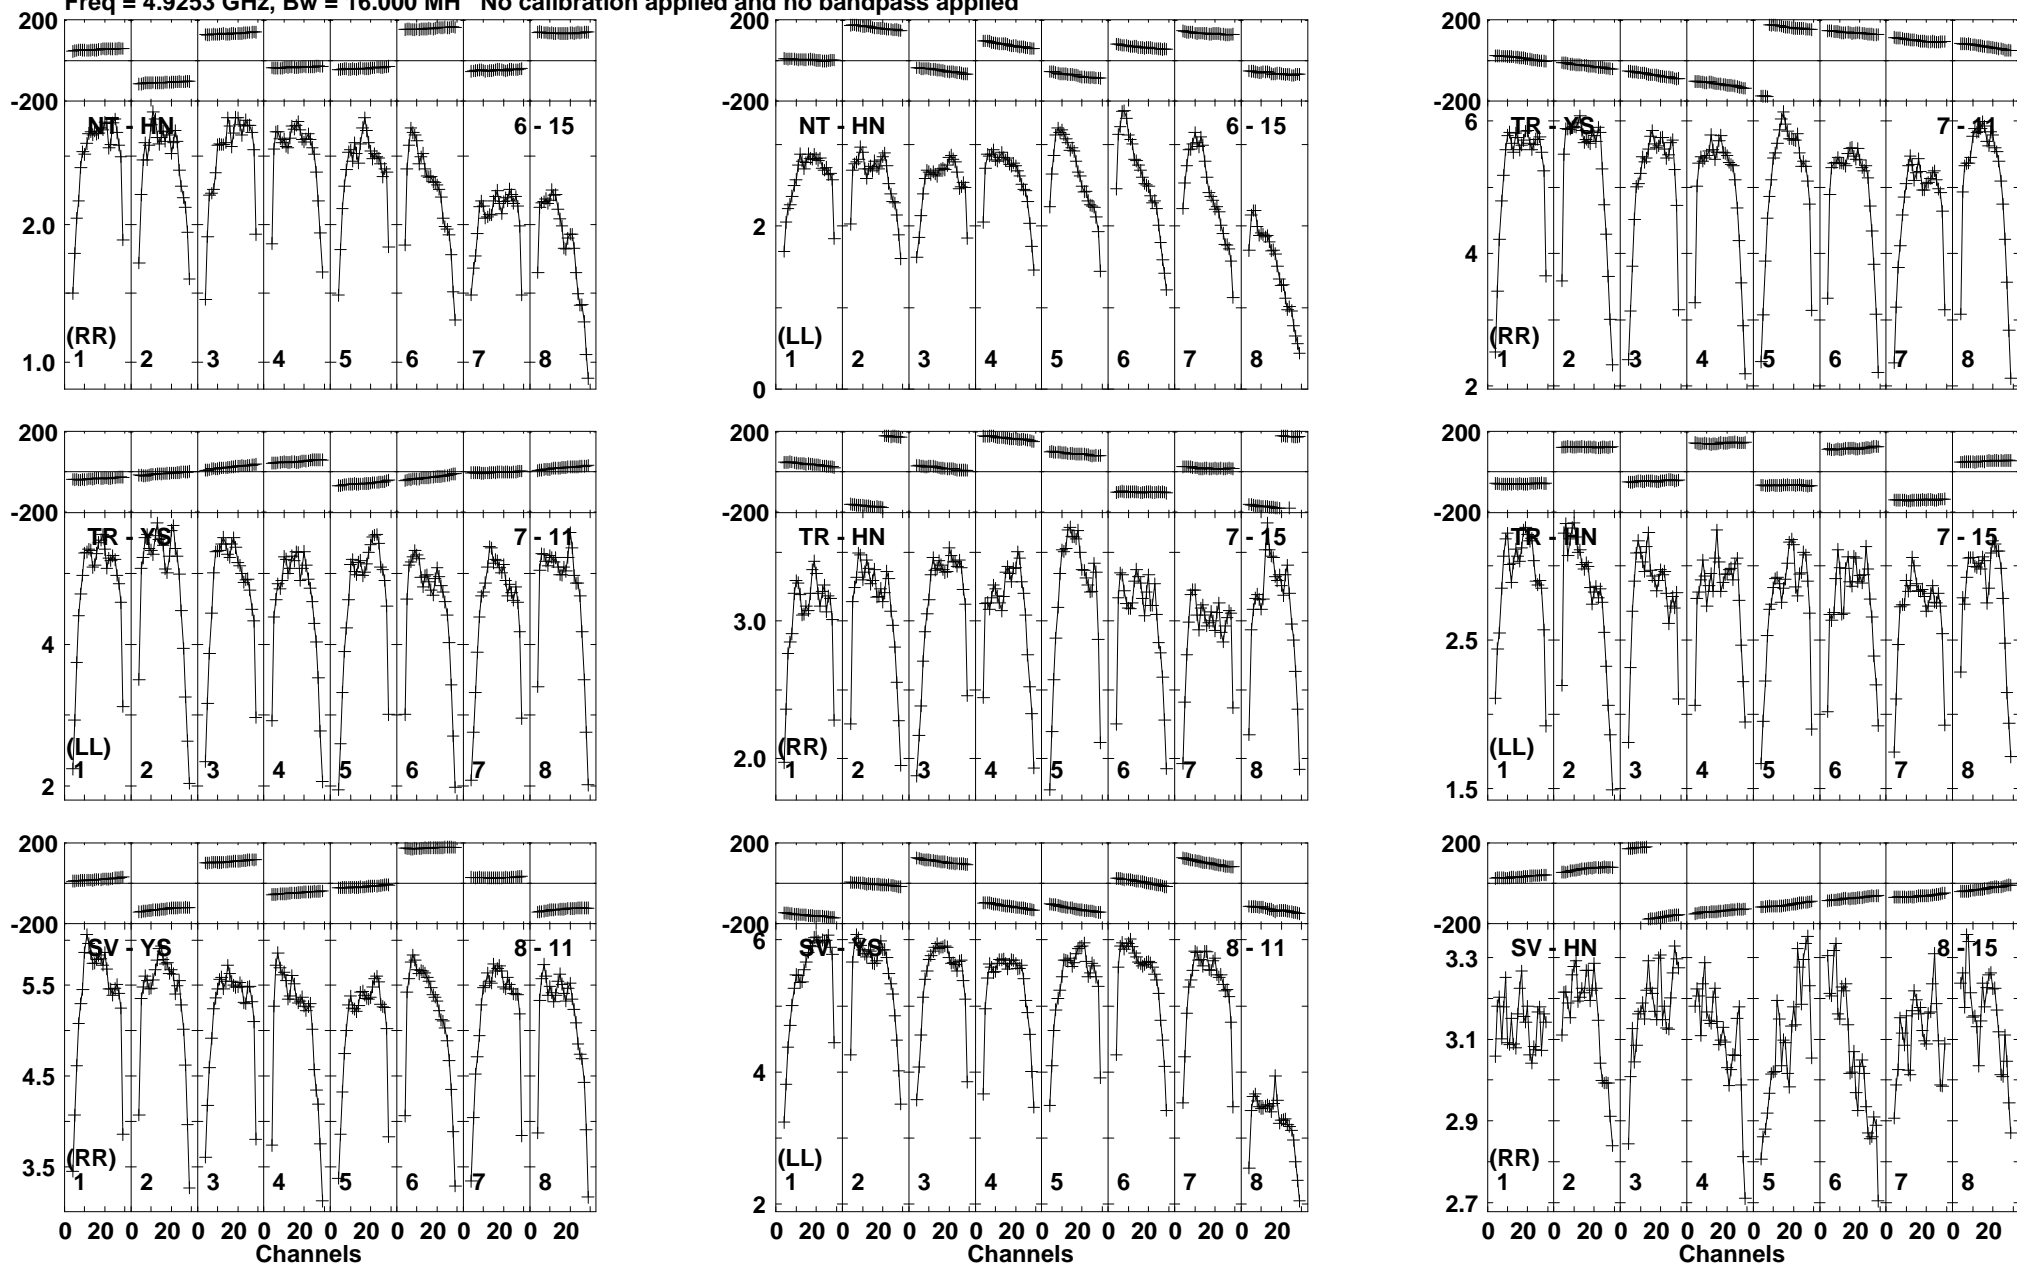 Freq = 4.9253 GHz, Bw = 16.000 MH No calibration applied and no bandpass applied
200 200 200
-200 -200 -200
NT - HN 6 - 15 NT - HN 6 - 15 TR - YS 7 - 11
6
4
2.0 2
(RR) (LL) (RR)
1.0 1 2 3 4 5 6 7 8 1 2 3 4 5 6 7 8 1 2 3 4 5 6 7 8
0 2
200 200 200
-200 -200 -200
TR - YS 7 - 11 TR - HN 7 - 15 TR - HN 7 - 15
4 3.0 2.5
(LL) (RR) (LL)
2.0
1 2 3 4 5 6 7 8 1 2 3 4 5 6 7 8 1 2 3 4 5 6 7 8
2 1.5
200 200 200
-200 -200 -200
SV - YS 8 - 11 SV - YS 8 - 11 SV - HN 8 - 15
6 3.3
5.5
3.1
4.5 4
2.9
3.5 (RR) (LL) (RR)
1 2 3 4 5 6 7 8 1 2 3 4 5 6 7 8 1 2 3 4 5 6 7 8
2 2.7
0 20 0 20 0 20 0 20 0 20 0 20 0 20 0 20 0 20 0 20 0 20 0 20 0 20 0 20 0 20 0 20 0 20 0 20 0 20 0 20 0 20 0 20 0 20 0 20
Channels Channels Channels